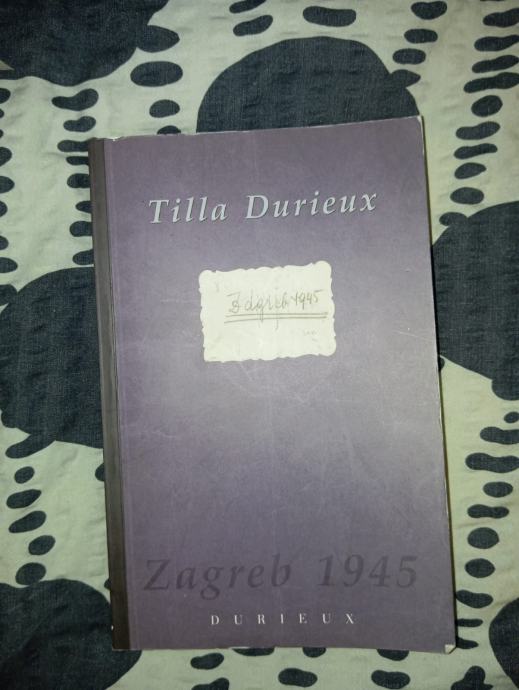 Tilla Durieux
Zagreb 1945
Zagreb 1945
DURIEUX